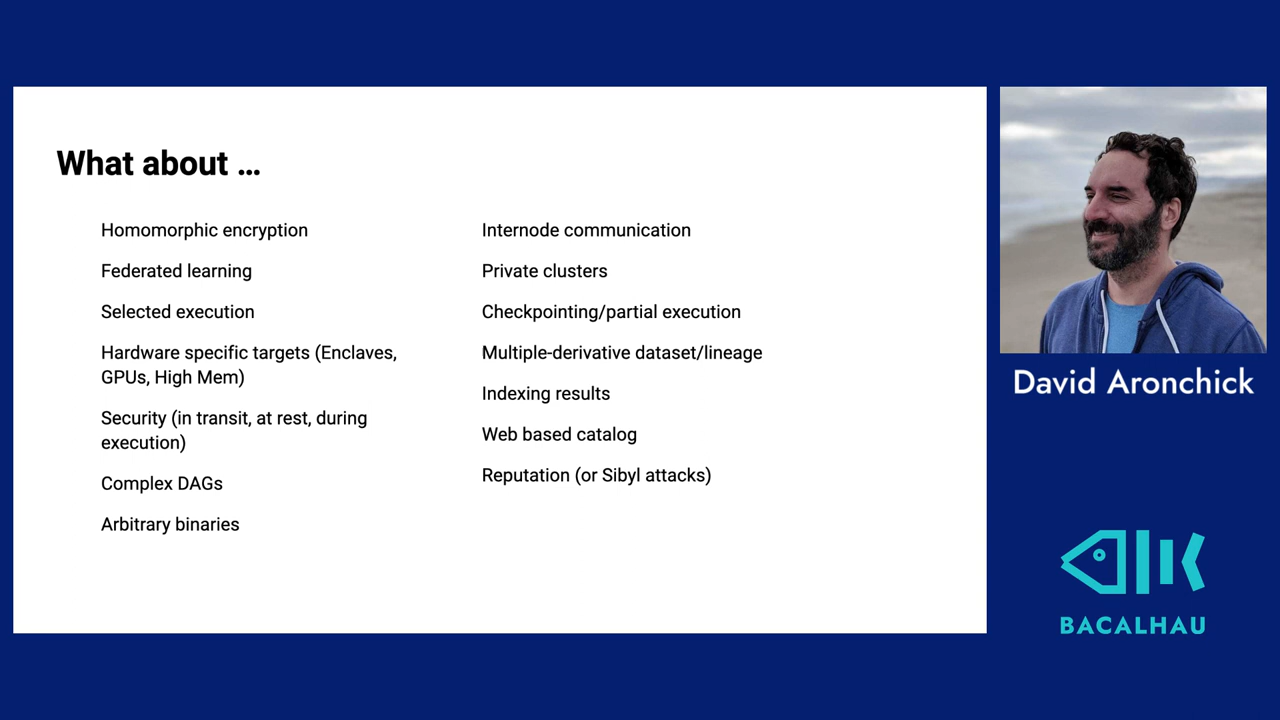 What about ...
Homomorphic encryption
Federated learning
Selected execution
Hardware specific targets (Enclaves,
GPUs, High Mem)
Security (in transit, at rest, during
execution)
Complex DAGs
Arbitrary binaries
Internode communication
Private clusters
Checkpointing/partial execution
Multiple-derivative dataset/lineage
Indexing results
Web based catalog
Reputation (or Sibyl attacks)
David Aronchick
BACALHAU